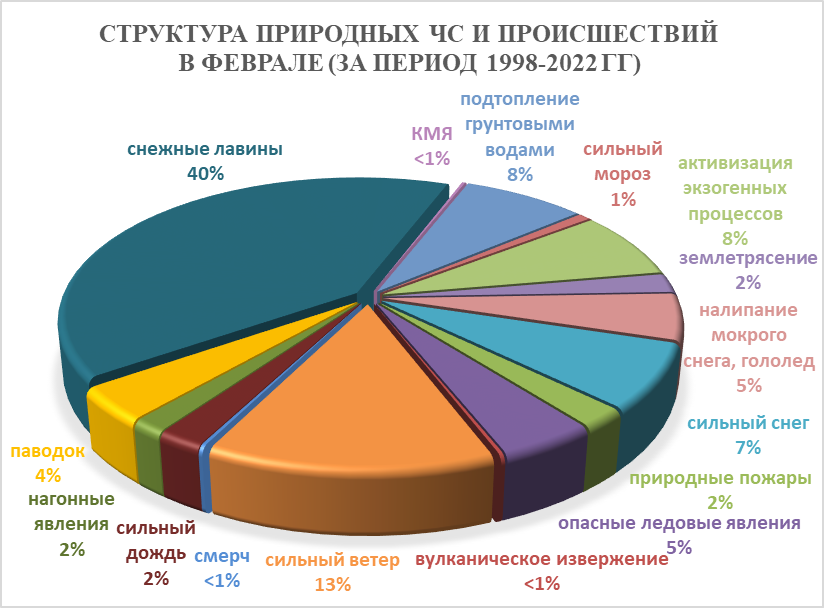 СТРУКТУРА ПРИРОДНЫХ ЧС И ПРОИСШЕСТВИЙ
В ФЕВРАЛЕ (ЗА ПЕРИОД 1998-2022 ГГ)
снежные лавины
40%
КМЯ
<1%
подтопление
грунтовыми
водами
8%
сильный
мороз
1%
активизация
экзогенных
процессов
8%
землетрясение
2%
налипание
мокрого
снега, гололед
5%
сильный снег
7%
природные пожары
2%
опасные ледовые явления
5%
вулканическое извержение
<1%
сильный ветер
13%
смерч
<1%
сильный
дождь
2%
нагонные
явления
2%
паводок
4%